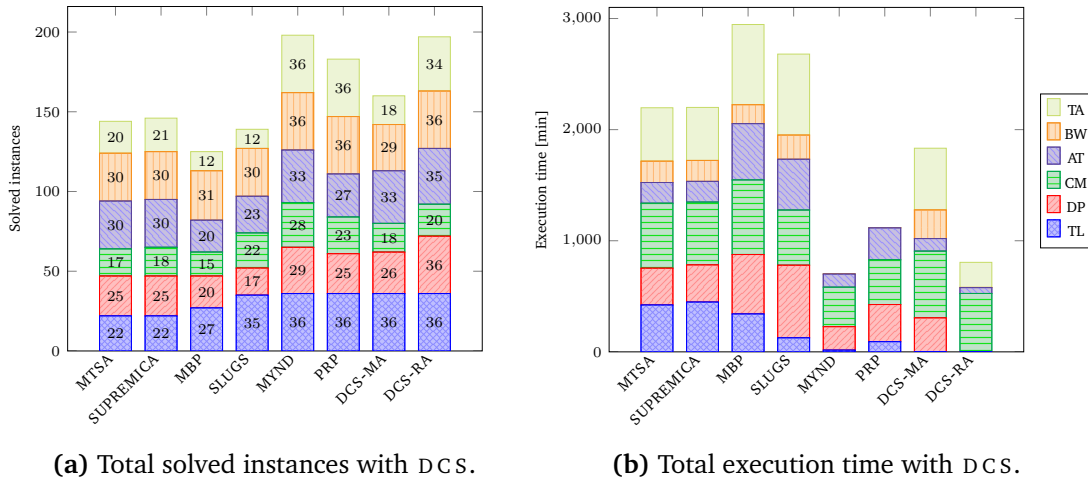 200
150
100
50
0
Solved instances
20 21 12 12 36 36 18 34
30 30 31 30 36 36 29 36
30 30 20 23 33 27 33 35
17 18 15 22 28 23 18 20
25 25 20 17 29 25 26 36
22 22 27 35 36 36 36 36
MTSA SUPREMICA MBP SLUGS MYND PRP DCS-MA DCS-RA
(a) Total solved instances with DCS.
3,000
2,000
1,000
0
Execution time [min]
MTSA SUPREMICA MBP SLUGS MYND PRP DCS-MA DCS-RA
TA
BW
AT
CM
DP
TL
(b) Total execution time with DCS.